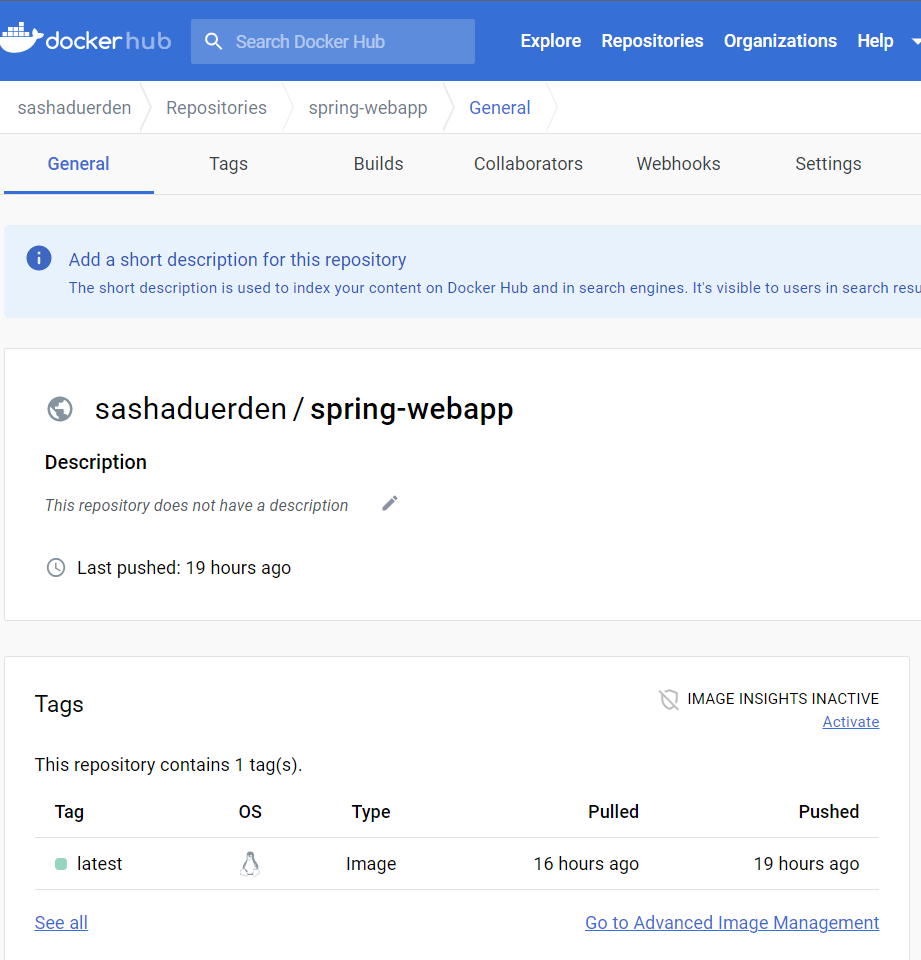 dockerhub Search Docker Hub Explore Repositories Organizations Help
sashaduerden Repositories spring-webapp General
General Tags Builds Collaborators Webhooks Settings
i Add a short description for this repository
The short description is used to index your content on Docker Hub and in search engines. It's visible to users in search resu
sashaduerden / spring-webapp
Description
This repository does not have a description
Last pushed: 19 hours ago
Tags
IMAGE INSIGHTS INACTIVE
Activate
This repository contains 1 tag(s).
Tag OS Type Pulled Pushed
latest Image 16 hours ago 19 hours ago
See all Go to Advanced Image Management